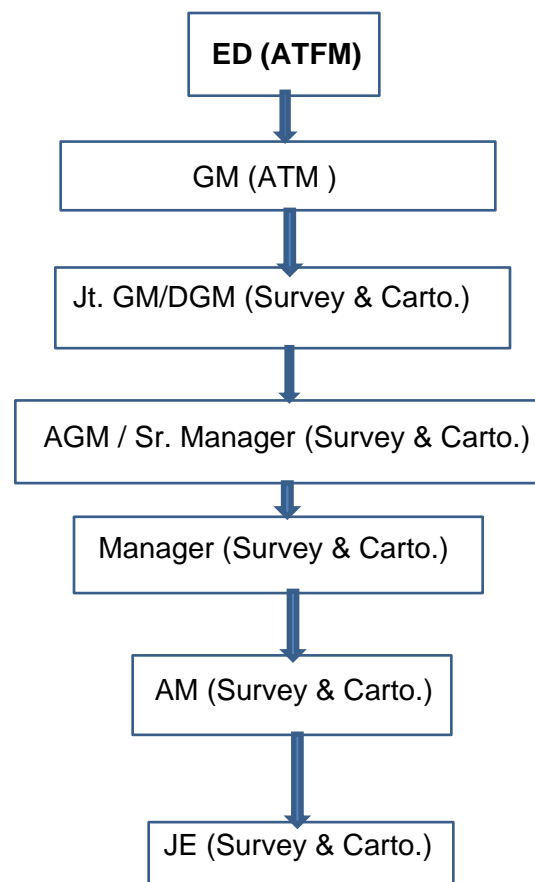 ED (ATFM)
GM (ATM )
Jt. GM/DGM (Survey & Carto.)
AGM / Sr. Manager (Survey & Carto.)
Manager (Survey & Carto.)
AM (Survey & Carto.)
JE (Survey & Carto.)